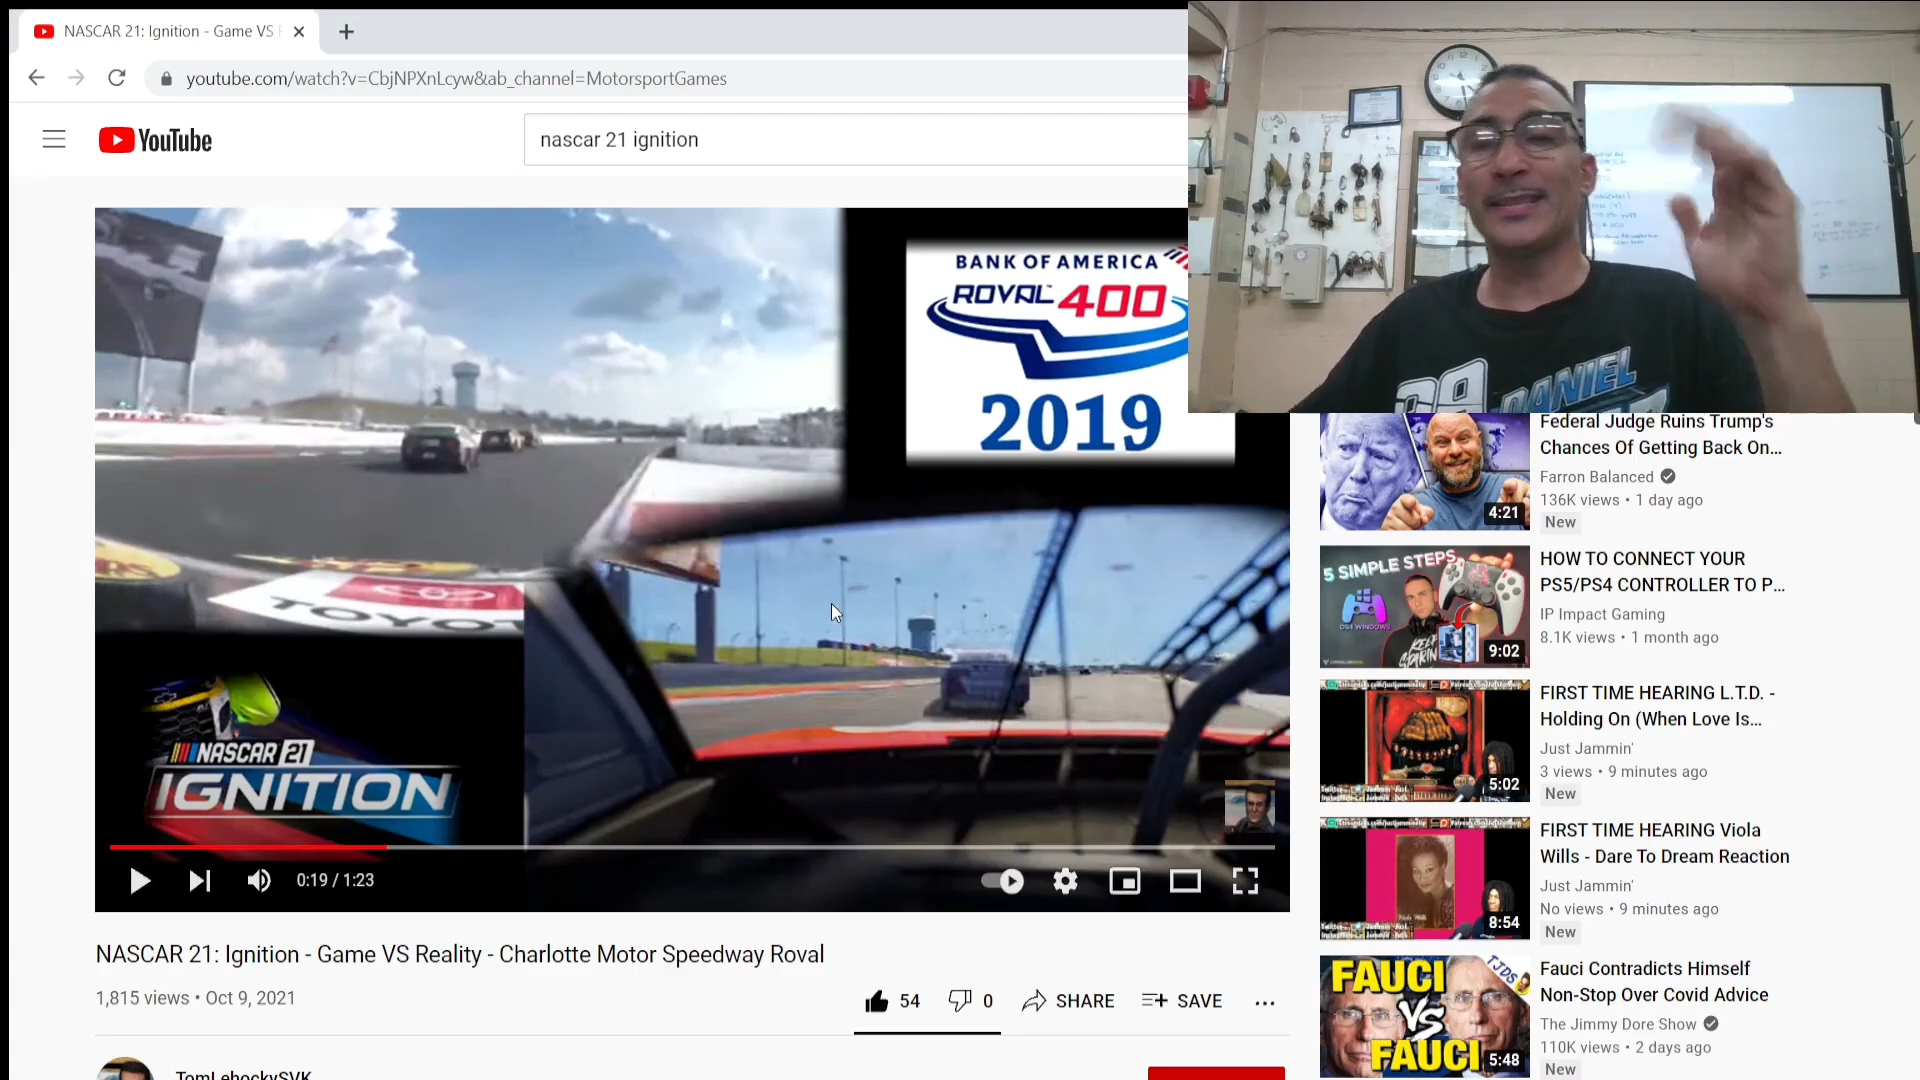 NASCAR 21: Ignition - Game VS
youtube.com/watch?v=CbjNPXnLcyw&ab_channel=MotorsportGames
YouTube
nascar 21 ignition
BANK OF AMERICA
ROVAL 400
2019
TOYO
NASCAR 21
IGNITION
0:19 / 1:23
NASCAR 21: Ignition - Game VS Reality - Charlotte Motor Speedway Roval
1,815 views • Oct 9, 2021
54
0
SHARE
SAVE
TomLehockySVK
DANIEL
Federal Judge Ruins Trump's
Chances Of Getting Back On...
Farron Balanced
136K views • 1 day ago
New
4:21
HOW TO CONNECT YOUR
PS5/PS4 CONTROLLER TO P...
IP Impact Gaming
8.1K views • 1 month ago
5 SIMPLE STEPS
DS4 WINDOWS
9:02
FIRST TIME HEARING L.T.D. -
Holding On (When Love Is...
Just Jammin'
3 views • 9 minutes ago
New
5:02
FIRST TIME HEARING Viola
Wills - Dare To Dream Reaction
Just Jammin'
No views • 9 minutes ago
New
8:54
Fauci Contradicts Himself
Non-Stop Over Covid Advice
The Jimmy Dore Show
110K views • 2 days ago
New
TJDS
FAUCI
VS
FAUCI
5:48